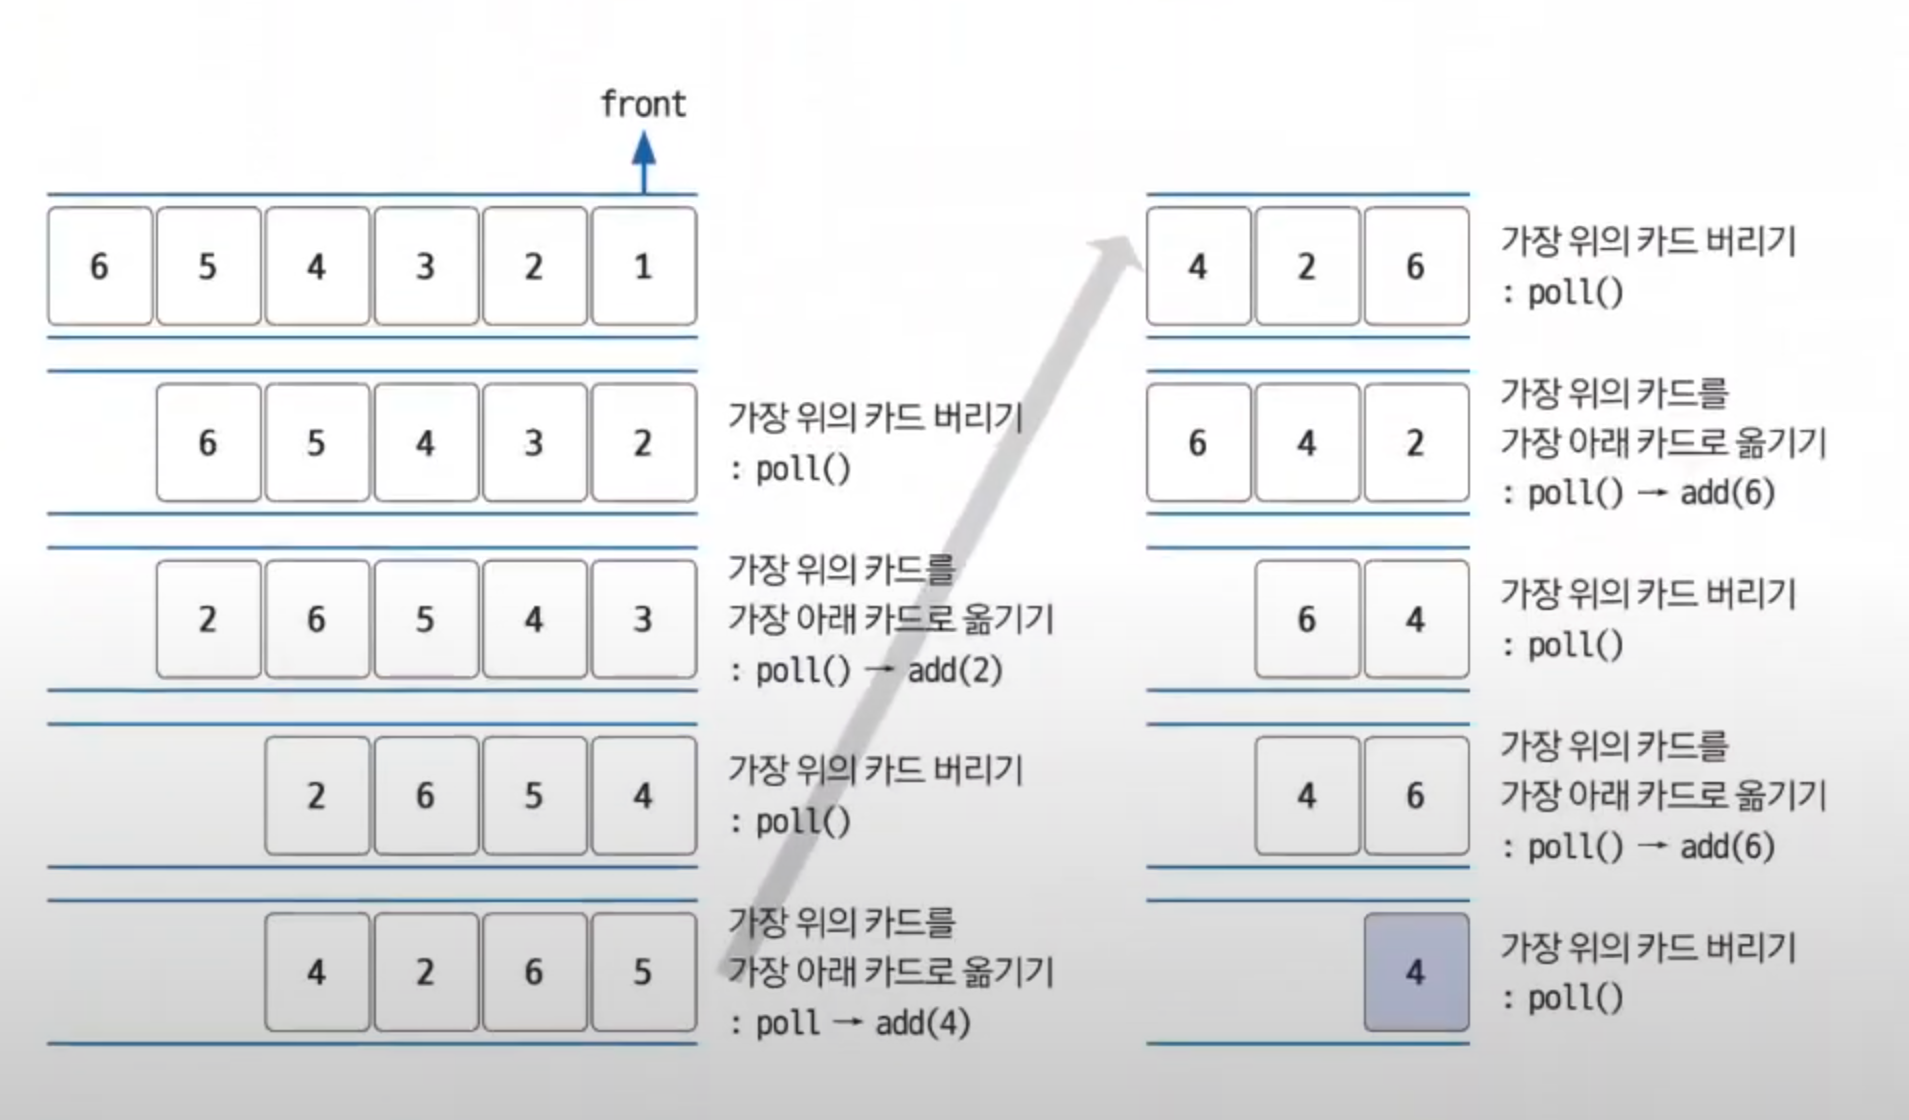 front
6 5 4 3 2 1
6 5 4 3 2
가장 위의 카드 버리기
: poll()
2 6 5 4 3
가장 위의 카드를
가장 아래 카드로 옮기기
: poll() → add(2)
2 6 5 4
가장 위의 카드 버리기
: poll()
4 2 6 5
가장 위의 카드를
가장 아래 카드로 옮기기
: poll → add(4)
4 2 6
가장 위의 카드 버리기
: poll()
6 4 2
가장 위의 카드를
가장 아래 카드로 옮기기
: poll() → add(6)
6 4
가장 위의 카드 버리기
: poll()
4 6
가장 위의 카드를
가장 아래 카드로 옮기기
: poll() → add(6)
4
가장 위의 카드 버리기
: poll()